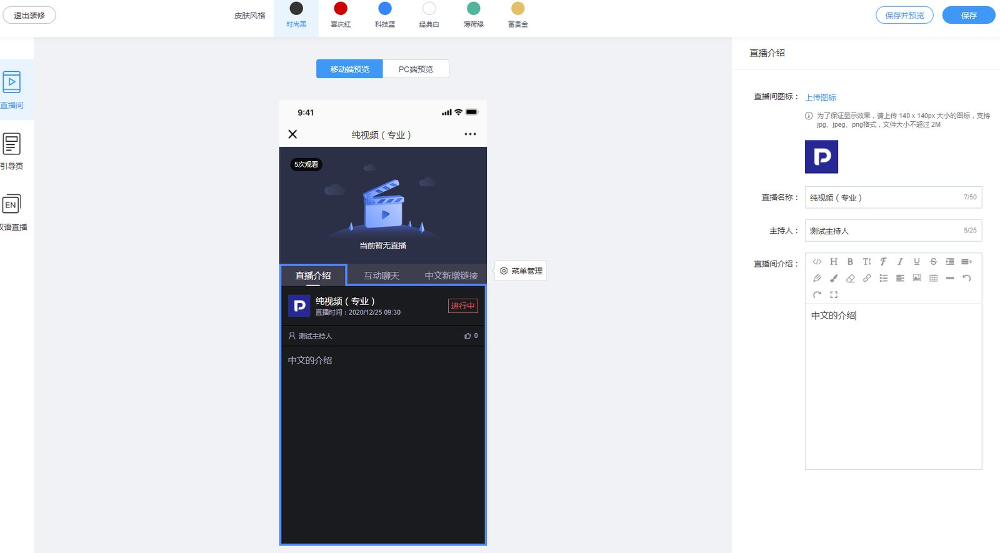 退出装修
皮肤风格
时尚黑
喜庆红
科技蓝
经典白
薄荷绿
富贵金
保存并预览
保存
直播间
引导页
EN
双语直播
移动端预览
PC端预览
9:41
纯视频（专业）
5次观看
当前暂无直播
直播介绍
互动聊天
中文新增链接
菜单管理
纯视频（专业）
直播时间：2020/12/25 09:30
进行中
测试主持人
0
中文的介绍
直播介绍
直播间图标：
上传图标
为了保证显示效果，请上传 140 x 140px 大小的图标，支持
jpg、jpeg、png格式，文件大小不超过 2M
直播名称：
纯视频（专业）
7/50
主持人：
测试主持人
5/25
直播间介绍：
中文的介绍